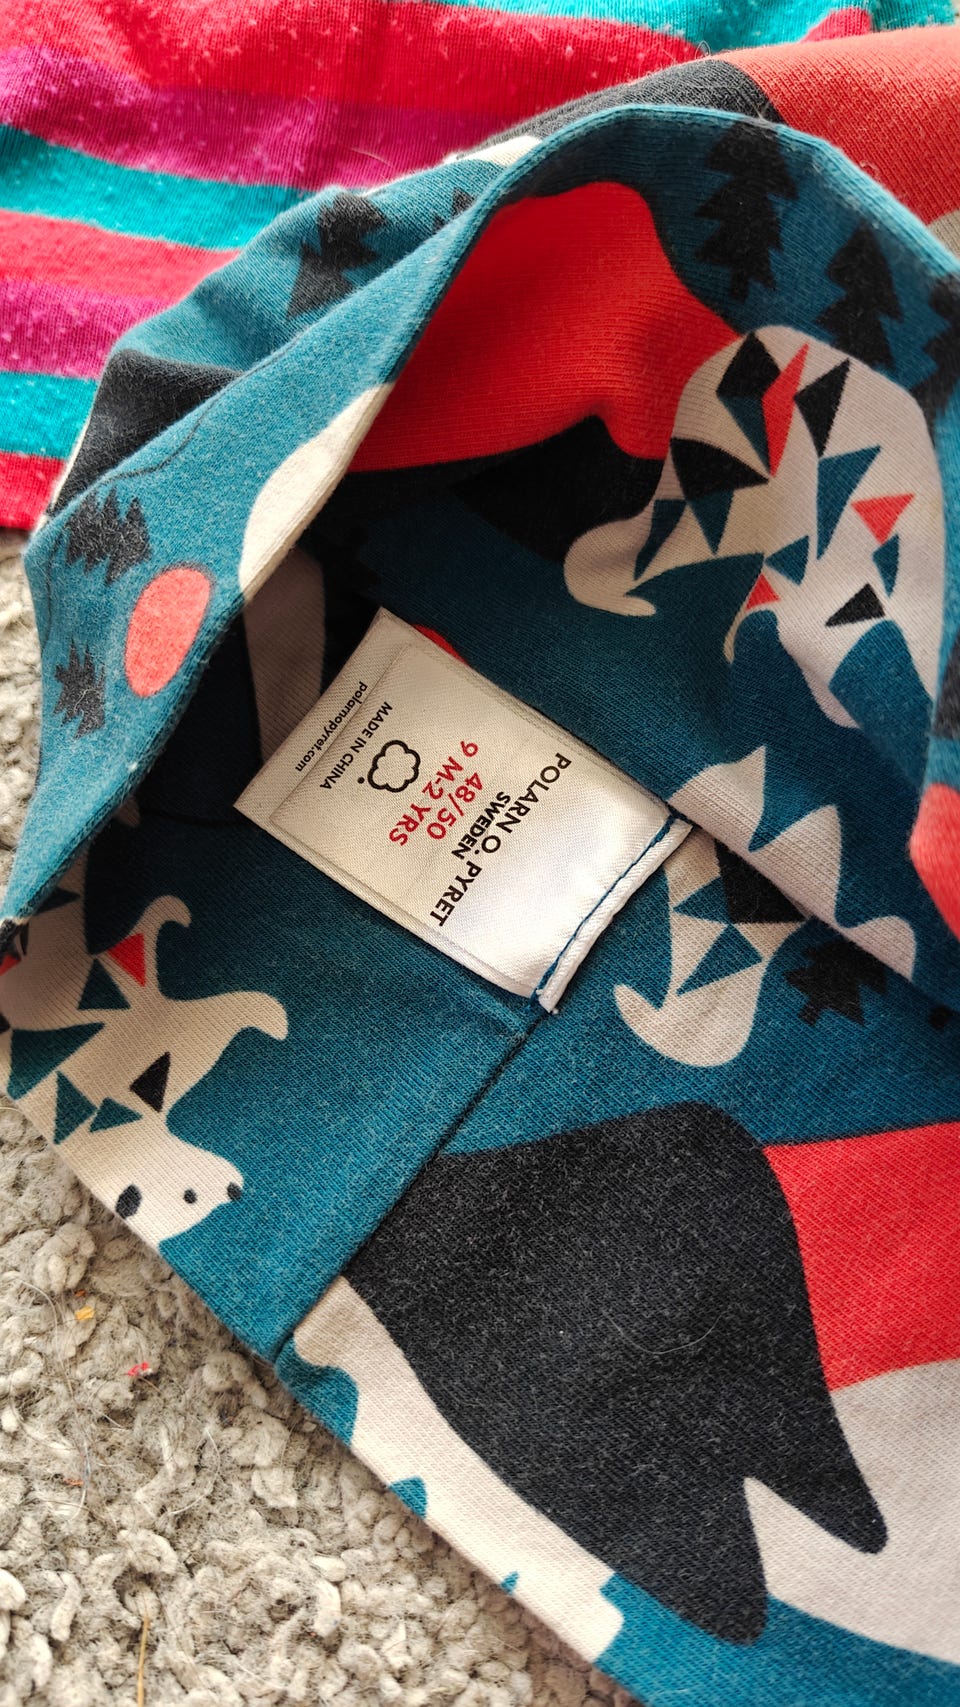 POLARN O. PYRET
SWEDEN
48/50
9 M-2 YRS
MADE IN CHINA
polarnopyret.com